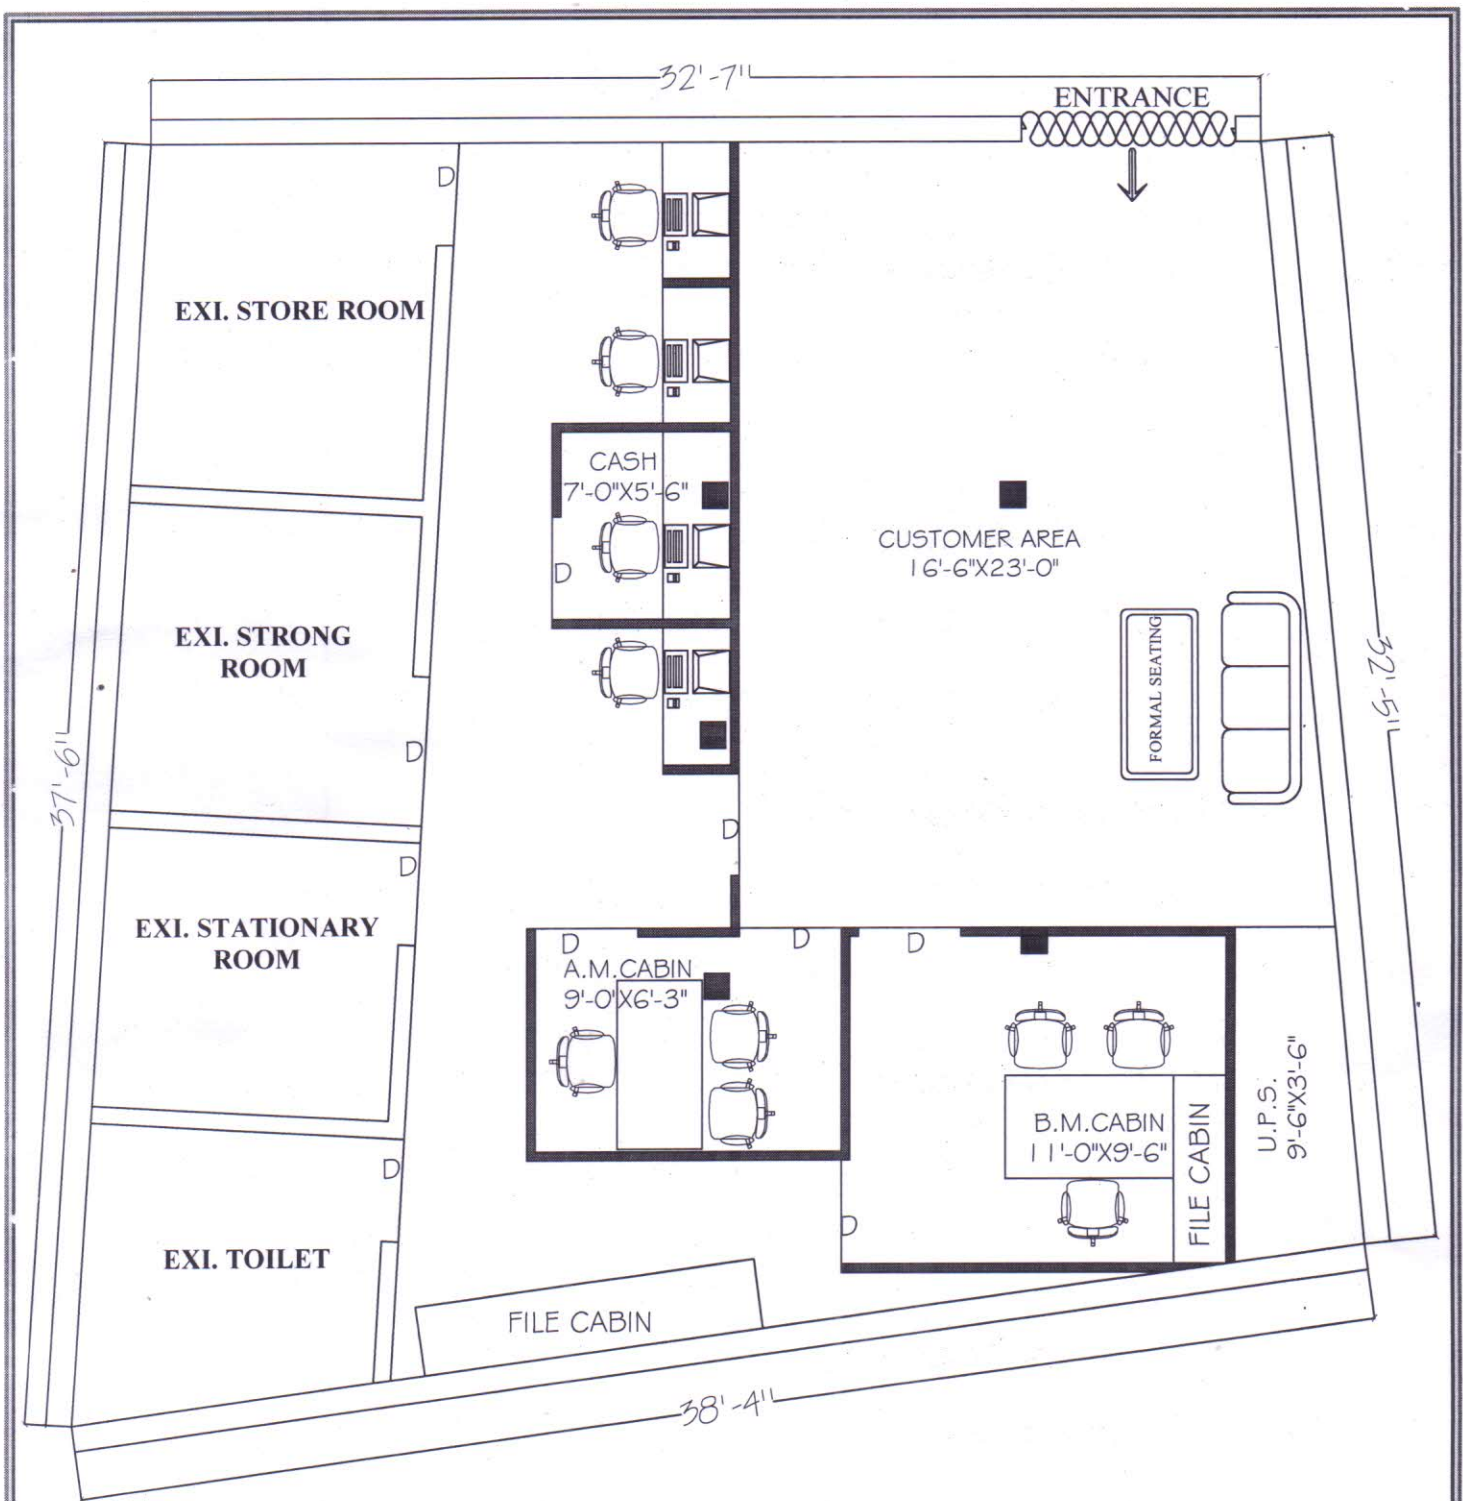 32'-7"
ENTRANCE
D
EXI. STORE ROOM
CASH
7'-0"X5'-6"
D
CUSTOMER AREA
16'-6"X23'-0"
EXI. STRONG
ROOM
FORMAL SEATING
32'-5"
37'-6"
D
D
D
EXI. STATIONARY
ROOM
D
D
D
A.M.CABIN
9'-0"X6'-3"
B.M.CABIN
11'-0"X9'-6"
FILE CABIN
U.P.S.
9'-6"X3'-6"
D
D
EXI. TOILET
FILE CABIN
38'-4"